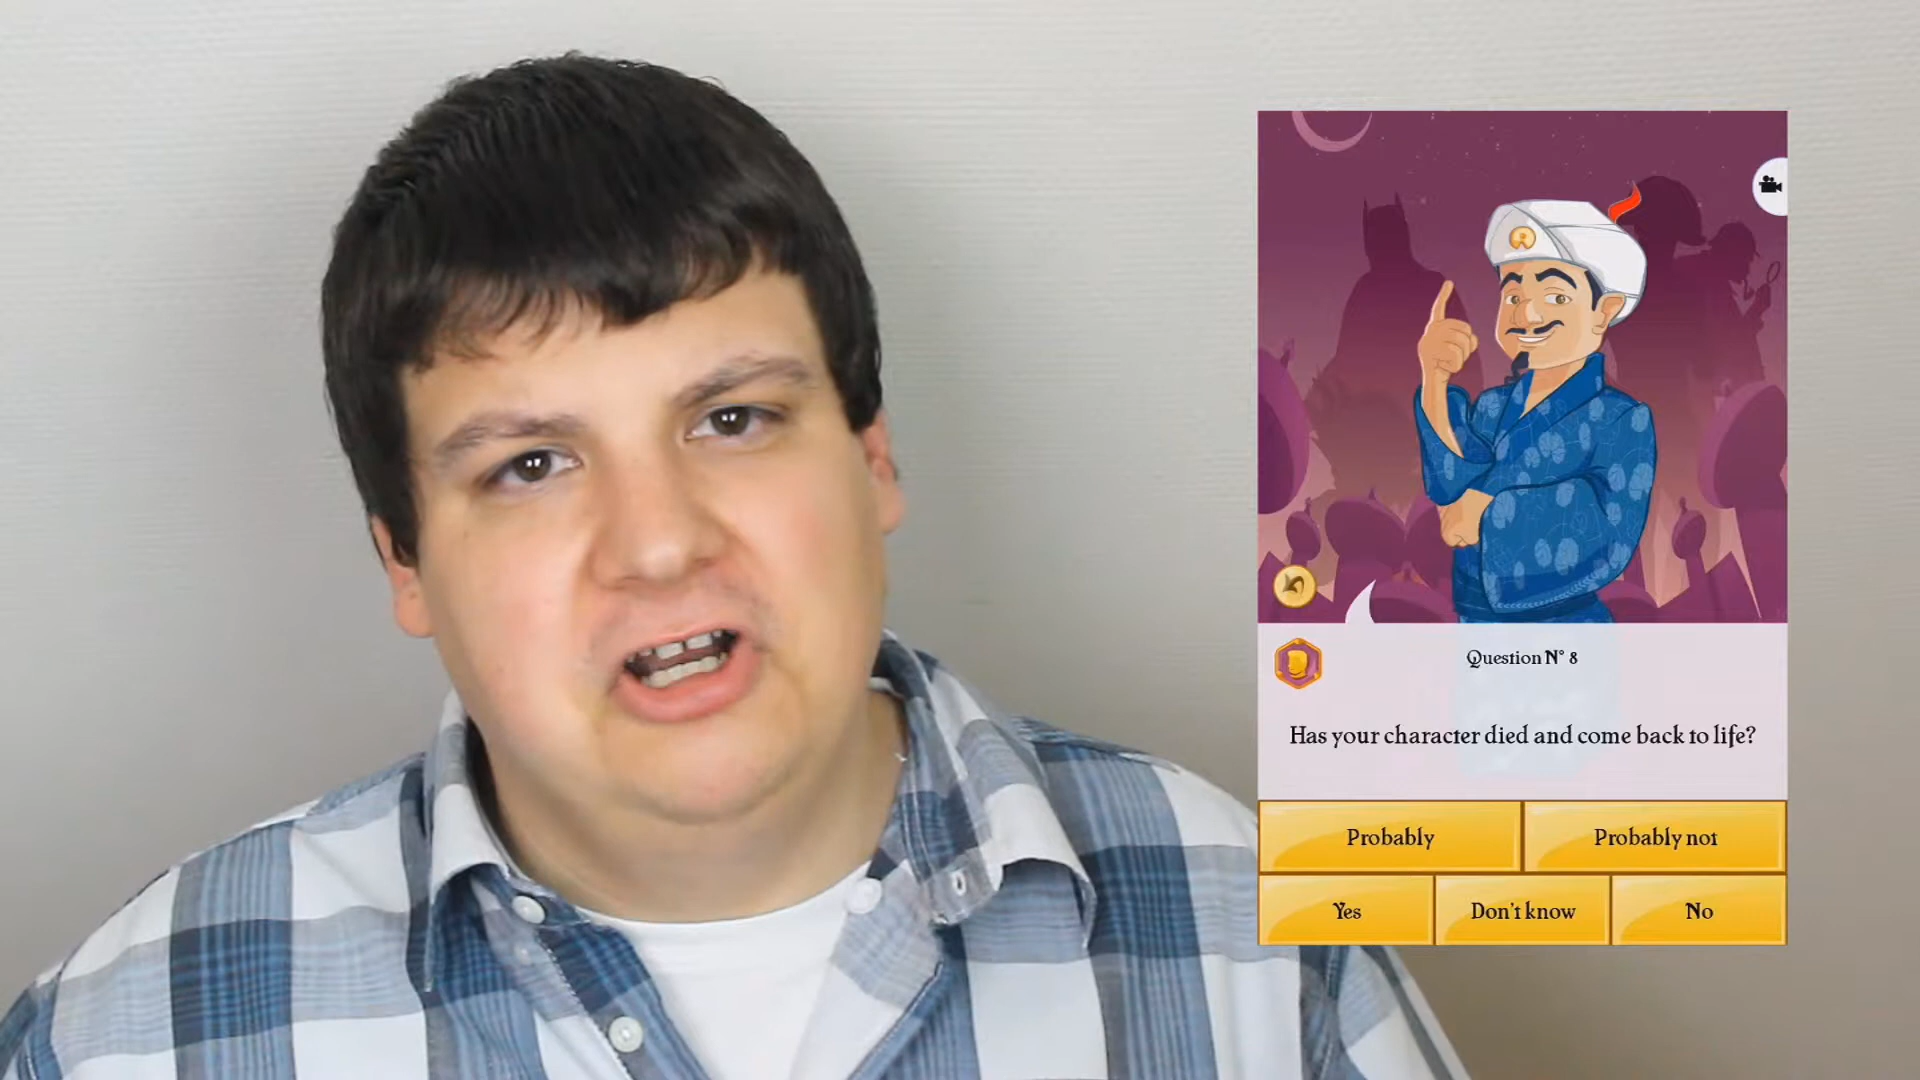 Question N° 8
Has your character died and come back to life?
Probably
Probably not
Yes
Don't know
No